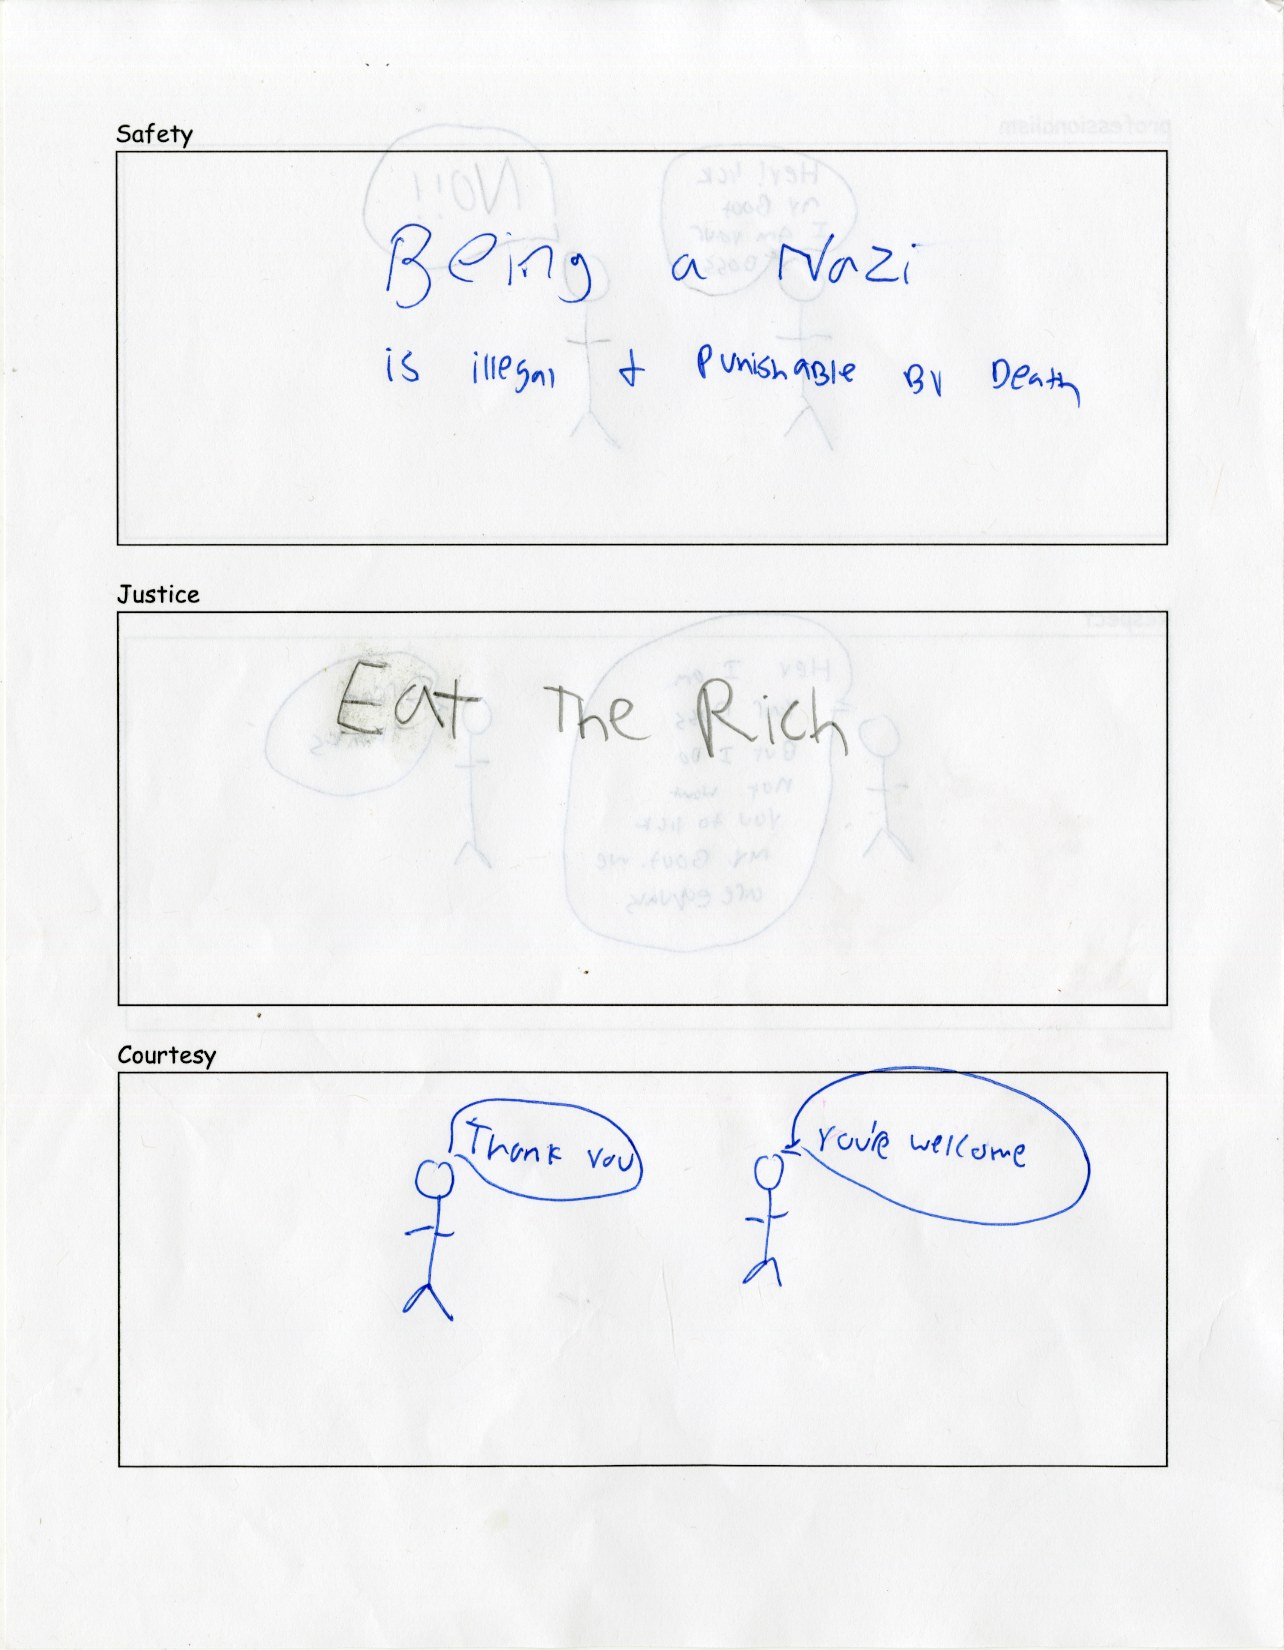 Safety
Being a Nazi
is illegal & Punishable By Death
Justice
Eat The Rich
Courtesy
Thank you
You're welcome